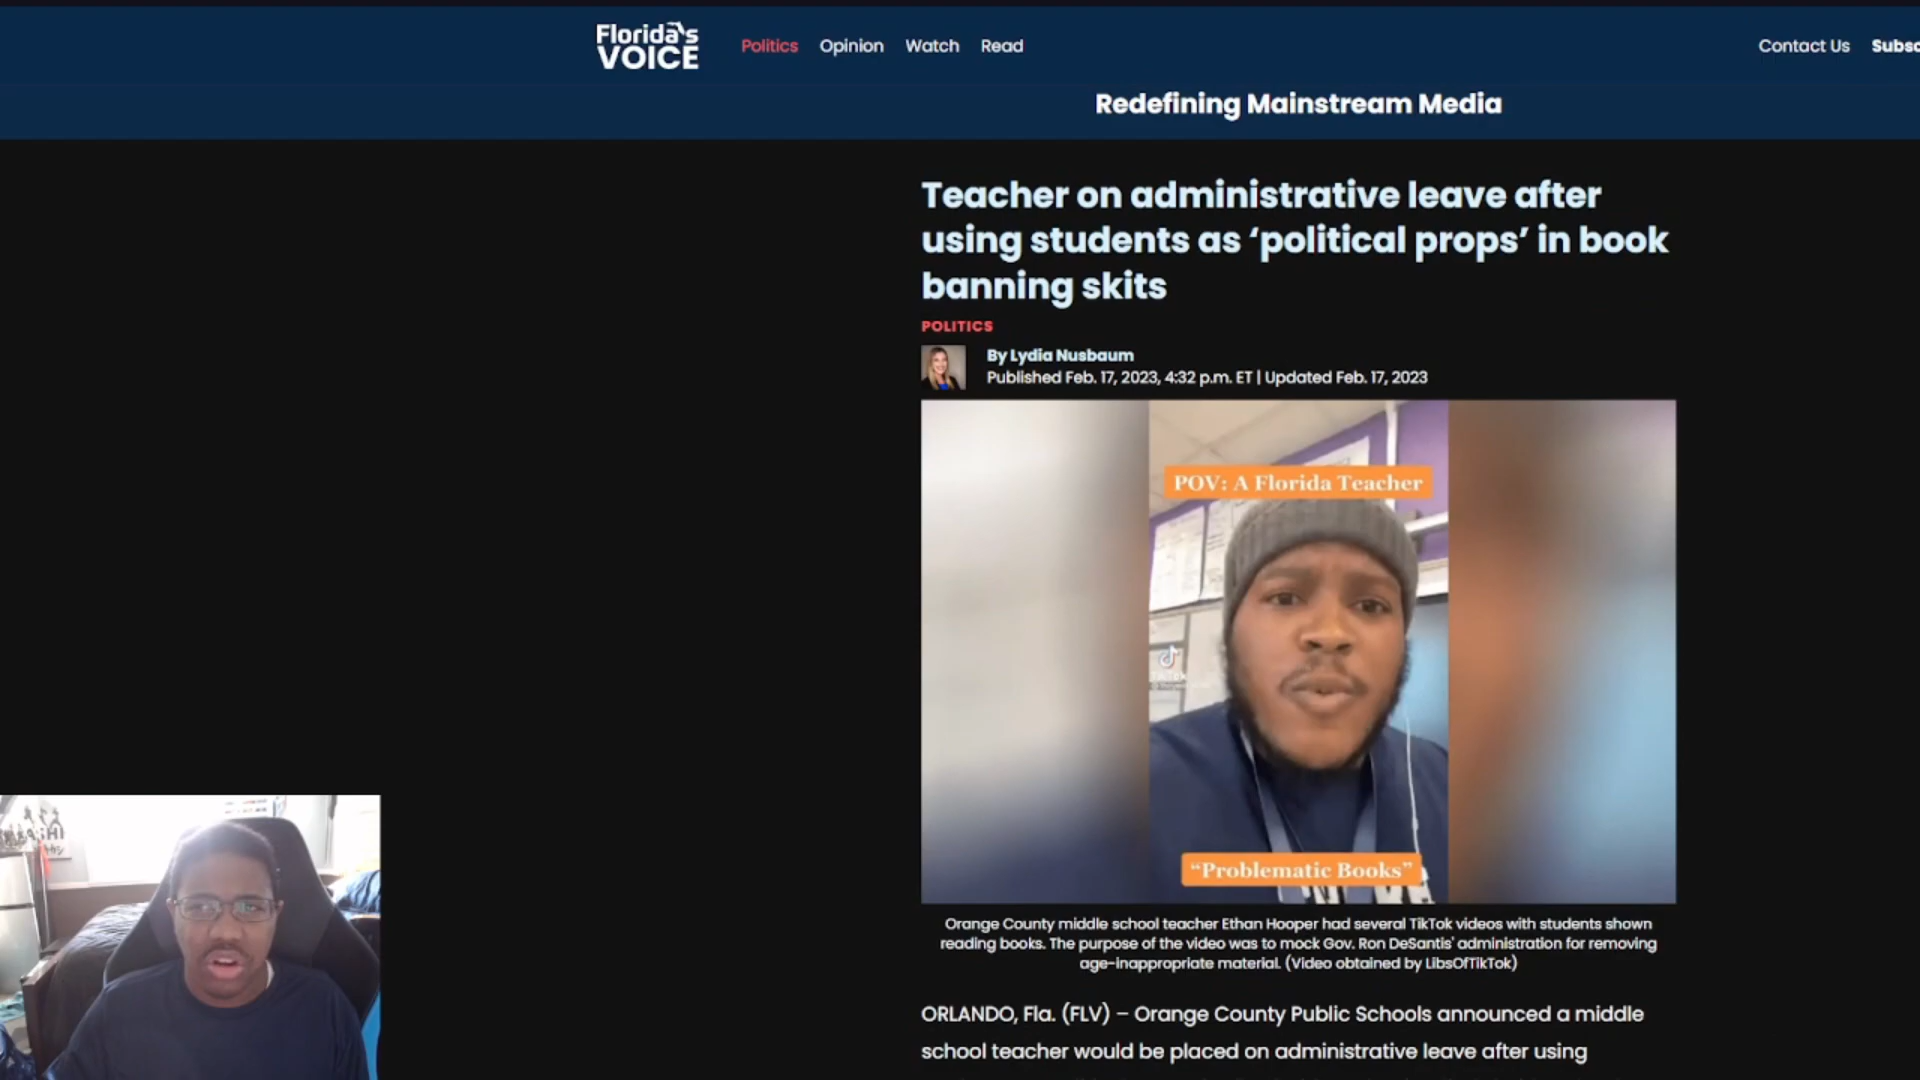 Florida's
VOICE
Politics Opinion Watch Read
Contact Us
Redefining Mainstream Media
Teacher on administrative leave after
using students as ‘political props’ in book
banning skits
POLITICS
By Lydia Nusbaum
Published Feb. 17, 2023, 4:32 p.m. ET | Updated Feb. 17, 2023
POV: A Florida Teacher
TikTok
“Problematic Books”
Orange County middle school teacher Ethan Hooper had several TikTok videos with students shown
reading books. The purpose of the video was to mock Gov. Ron DeSantis' administration for removing
age-inappropriate material. (Video obtained by LibsOfTikTok)
ORLANDO, Fla. (FLV) – Orange County Public Schools announced a middle
school teacher would be placed on administrative leave after using